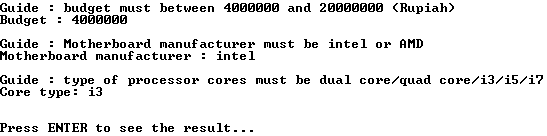 Guide : budget must between 4000000 and 20000000 (Rupiah)
Budget : 4000000
Guide : Motherboard manufacturer must be intel or AMD
Motherboard manufacturer : intel
Guide : type of processor cores must be dual core/quad core/i3/i5/i7
Core type: i3
Press ENTER to see the result...